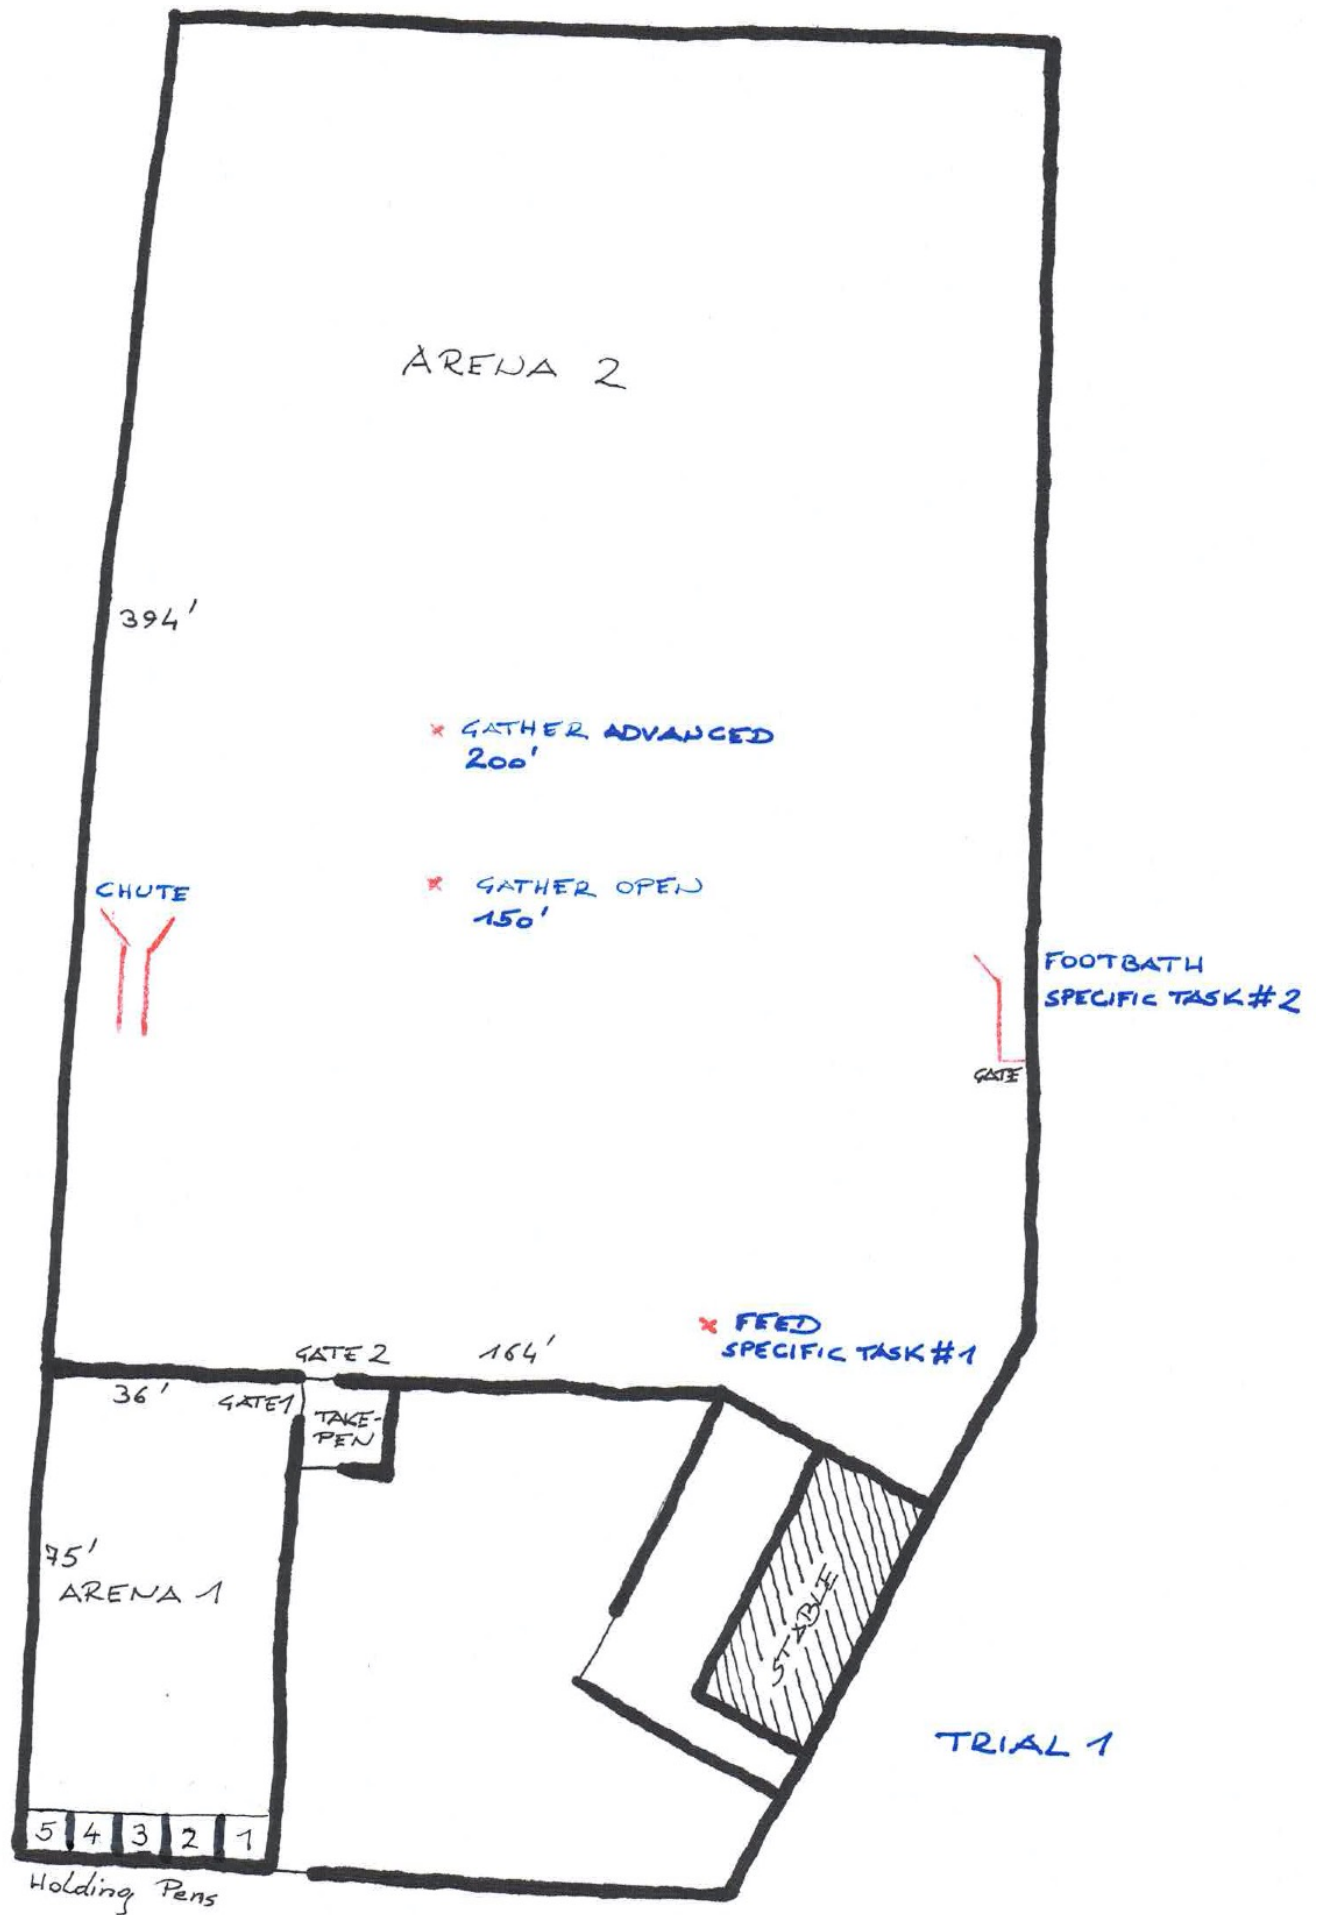 ARENA 2
394'
GATHER ADVANCED
200'
CHUTE
GATHER OPEN
150'
FOOTBATH
SPECIFIC TASK #2
GATE
FEED
SPECIFIC TASK #1
GATE 2
164'
36'
GATE 1
TAKE-
PEN
75'
ARENA 1
STABLE
TRIAL 1
5 4 3 2 1
Holding Pens